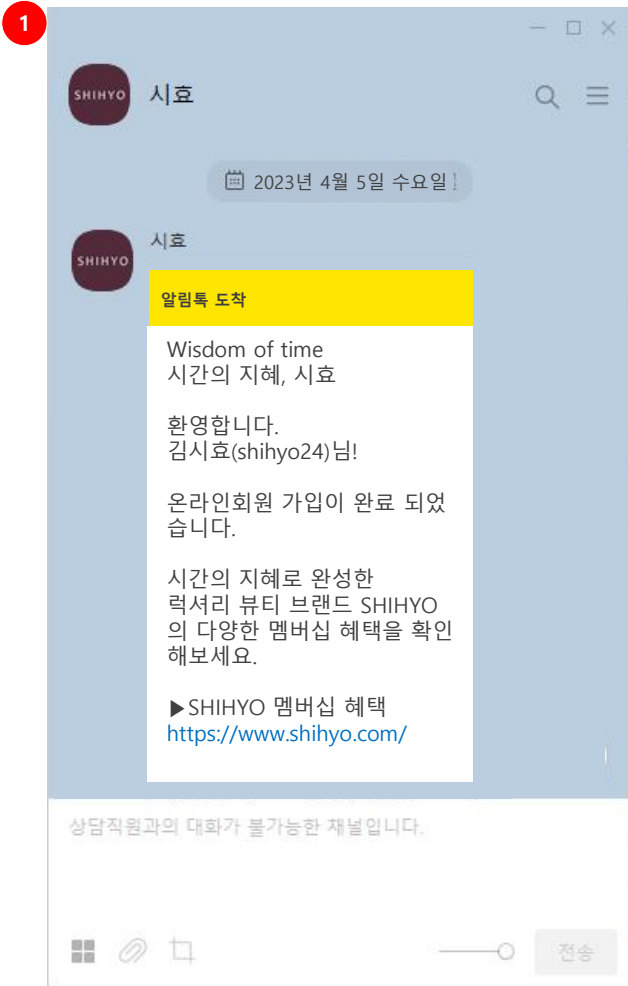 1
SHIHYO
시효
2023년 4월 5일 수요일
시효
SHIHYO
알림톡 도착
Wisdom of time
시간의 지혜, 시효
환영합니다.
김시효(shihyo24)님!
온라인회원 가입이 완료 되었
습니다.
시간의 지혜로 완성한
럭셔리 뷰티 브랜드 SHIHYO
의 다양한 멤버십 혜택을 확인
해보세요.
▶SHIHYO 멤버십 혜택
https://www.shihyo.com/
상담직원과의 대화가 불가능한 채널입니다.
전송